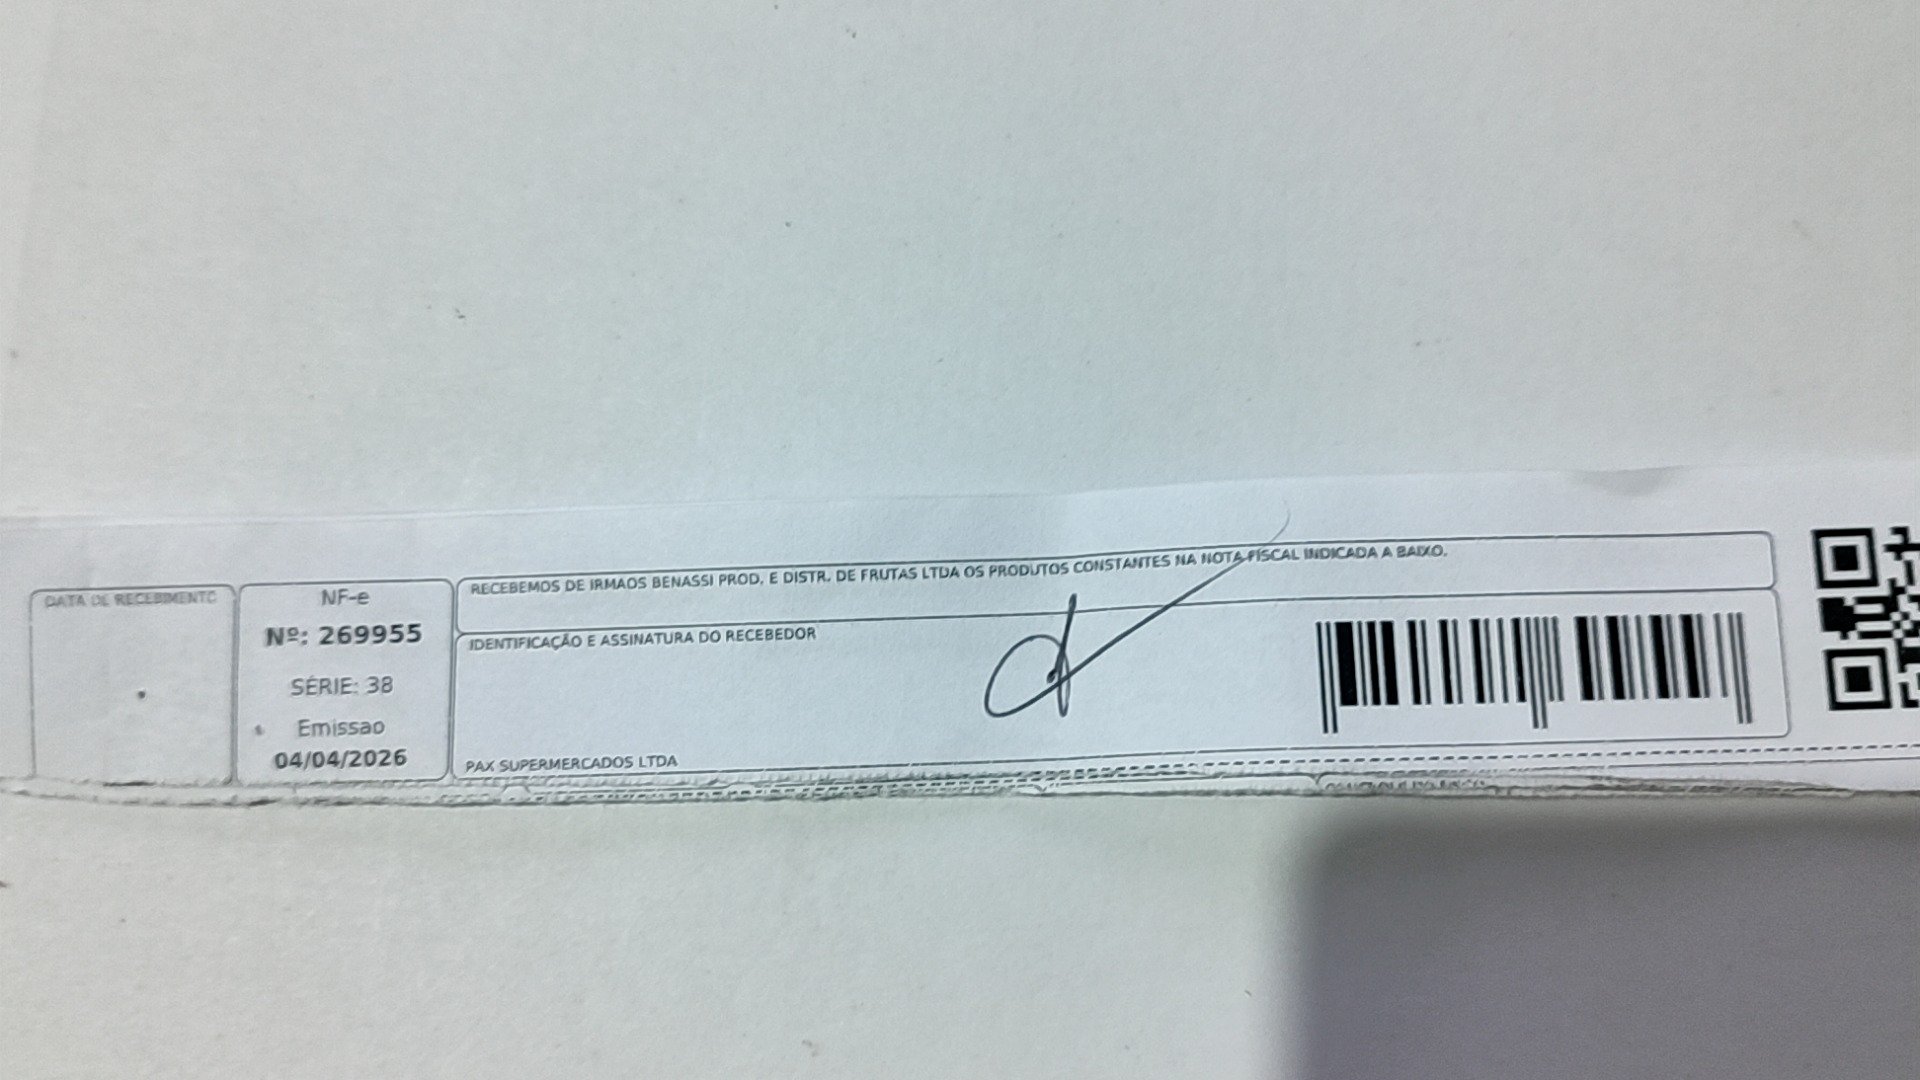 DATA DE RECEBIMENTO
NF-e
Nº: 269955
SÉRIE: 38
Emissao
04/04/2026
RECEBEMOS DE IRMAOS BENASSI PROD. E DISTR. DE FRUTAS LTDA OS PRODUTOS CONSTANTES NA NOTA FISCAL INDICADA A BAIXO.
IDENTIFICAÇÃO E ASSINATURA DO RECEBEDOR
PAX SUPERMERCADOS LTDA